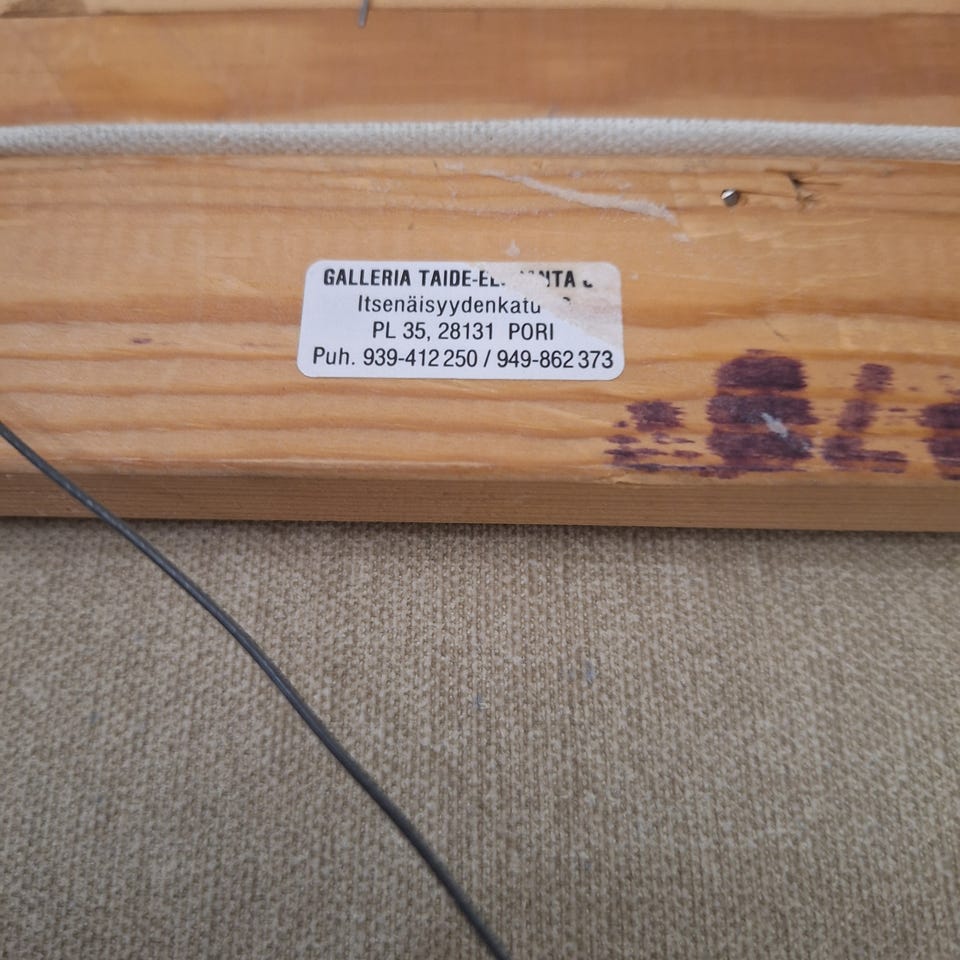 GALLERIA
Itsenäisyydenkatu
PL 35, 28131 PORI
Puh. 939-412 250 / 949-862 373